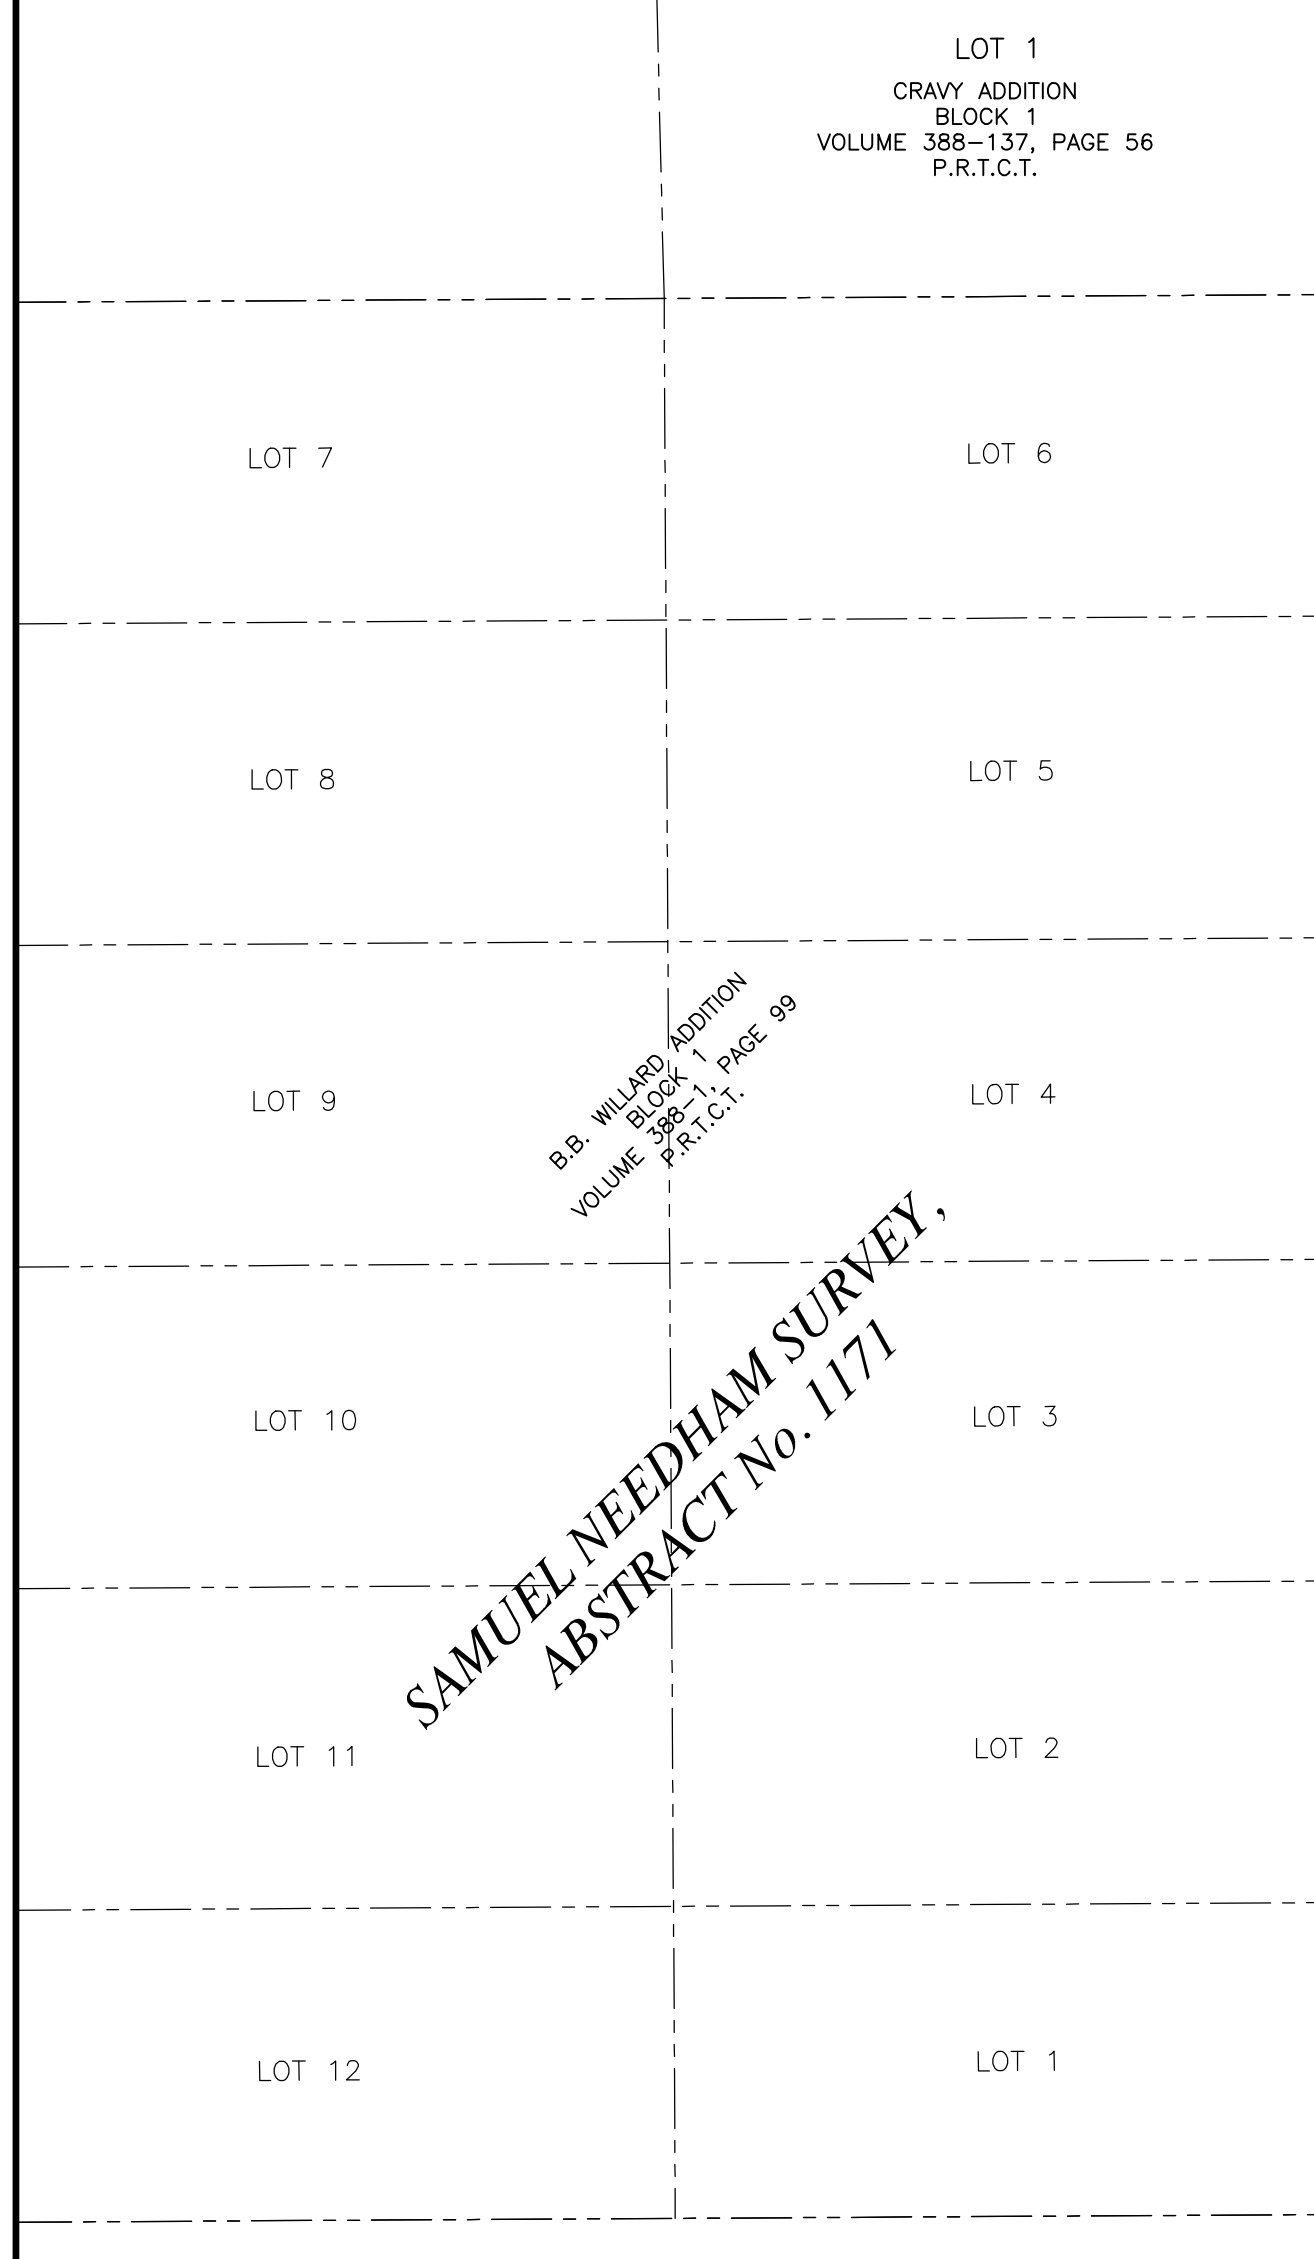 LOT 1
CRAVY ADDITION
BLOCK 1
VOLUME 388-137, PAGE 56
P.R.T.C.T.
LOT 7
LOT 6
LOT 8
LOT 5
B.B. WILLARD ADDITION
BLOCK 1
VOLUME 388-1, PAGE 99
P.R.T.C.T.
LOT 9
LOT 4
SAMUEL NEEDHAM SURVEY,
ABSTRACT No. 1171
LOT 10
LOT 3
LOT 11
LOT 2
LOT 12
LOT 1